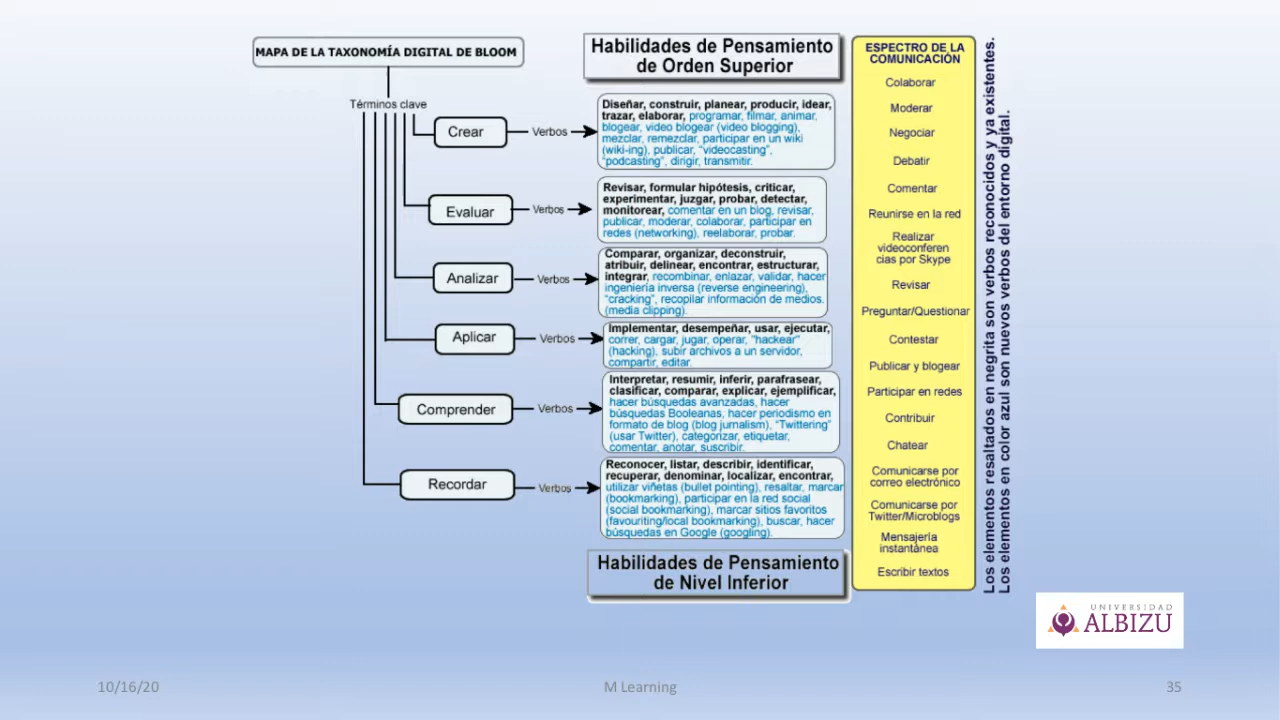 MAPA DE LA TAXONOMÍA DIGITAL DE BLOOM
Términos clave
Habilidades de Pensamiento
de Orden Superior
Crear
Verbos
Diseñar, construir, planear, producir, idear,
trazar, elaborar, programar, filmar, animar,
blogear, video blogear (video blogging),
mezclar, remezclar, participar en un wiki
(wiki-ing), publicar, "videocasting",
"podcasting", dirigir, transmitir.
Evaluar
Verbos
Revisar, formular hipótesis, criticar,
experimentar, juzgar, probar, detectar,
monitorear, comentar en un blog, revisar,
publicar, moderar, colaborar, participar en
redes (networking), reelaborar, probar.
Analizar
Verbos
Comparar, organizar, deconstruir,
atribuir, delinear, encontrar, estructurar,
integrar, recombinar, enlazar, validar, hacer
ingeniería inversa (reverse engineering),
"cracking", recopilar información de medios.
(media clipping).
Aplicar
Verbos
Implementar, desempeñar, usar, ejecutar,
correr, cargar, jugar, operar, "hackear"
(hacking), subir archivos a un servidor,
compartir, editar.
Comprender
Verbos
Interpretar, resumir, inferir, parafrasear,
clasificar, comparar, explicar, ejemplificar,
hacer búsquedas avanzadas, hacer
búsquedas Booleanas, hacer periodismo en
formato de blog (blog jurnalism), "Twittering"
(usar Twitter), categorizar, etiquetar,
comentar, anotar, suscribir.
Recordar
Verbos
Reconocer, listar, describir, identificar,
recuperar, denominar, localizar, encontrar,
utilizar viñetas (bullet pointing), resaltar, marcar
(bookmarking), participar en la red social
(social bookmarking), marcar sitios favoritos
(favouriting/local bookmarking), buscar, hacer
búsquedas en Google (googling).
Habilidades de Pensamiento
de Nivel Inferior
ESPECTRO DE LA
COMUNICACIÓN
Colaborar
Moderar
Negociar
Debatir
Comentar
Reunirse en la red
Realizar
videoconferen
cias por Skype
Revisar
Preguntar/Questionar
Contestar
Publicar y blogear
Participar en redes
Contribuir
Chatear
Comunicarse por
correo electrónico
Comunicarse por
Twitter/Microblogs
Mensajería
instantànea
Escribir textos
Los elementos resaltados en negrita son verbos reconocidos y ya existentes.
Los elementos en color azul son nuevos verbos del entorno digital.
UNIVERSIDAD
ALBIZU
10/16/20
M Learning
35